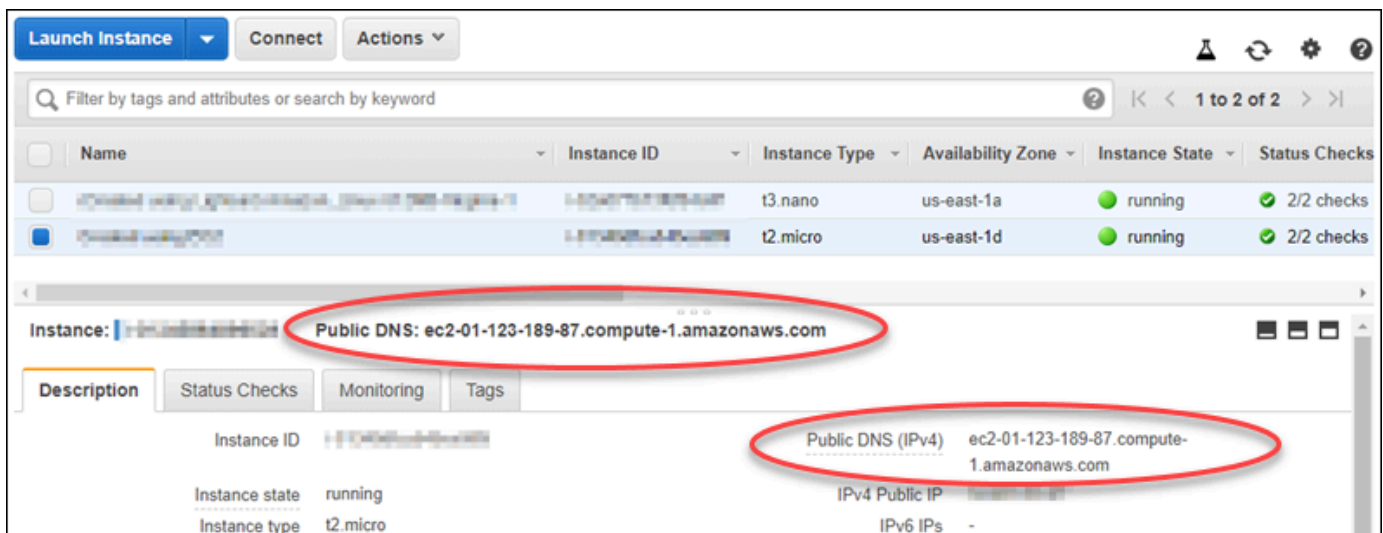 Launch Instance Connect Actions
Filter by tags and attributes or search by keyword 1 to 2 of 2
Name Instance ID Instance Type Availability Zone Instance State Status Checks
t3.nano us-east-1a running 2/2 checks
t2.micro us-east-1d running 2/2 checks
Instance: Public DNS: ec2-01-123-189-87.compute-1.amazonaws.com
Description Status Checks Monitoring Tags
Instance ID Public DNS (IPv4) ec2-01-123-189-87.compute-
1.amazonaws.com
Instance state running IPv4 Public IP
Instance type t2.micro IPv6 IPs -